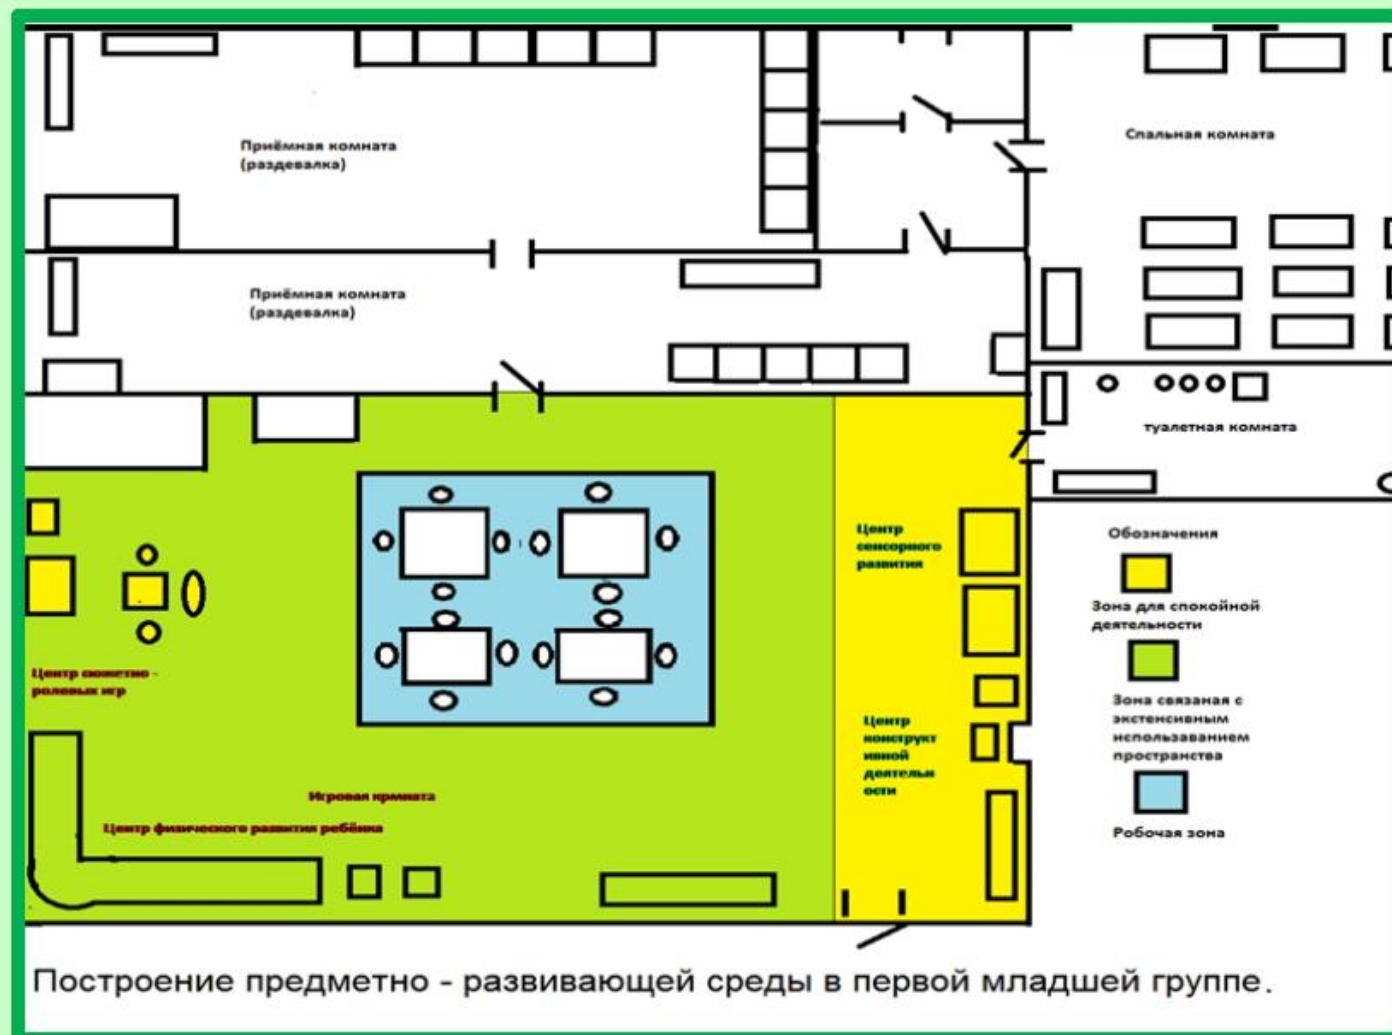 Приёмная комната
(раздевалка)
Спальная комната
Приёмная комната
(раздевалка)
туалетная комната
Центр
сенсорного
развития
Обозначения
Зона для спокойной
деятельности
Центр сюжетно -
ролевых игр
Зона связаная с
экстенсивным
использаванием
пространства
Центр
конструкт
ивной
деятельн
ости
Игровая крмната
Центр физического развития ребёнка
Робочая зона
Построение предметно - развивающей среды в первой младшей группе.